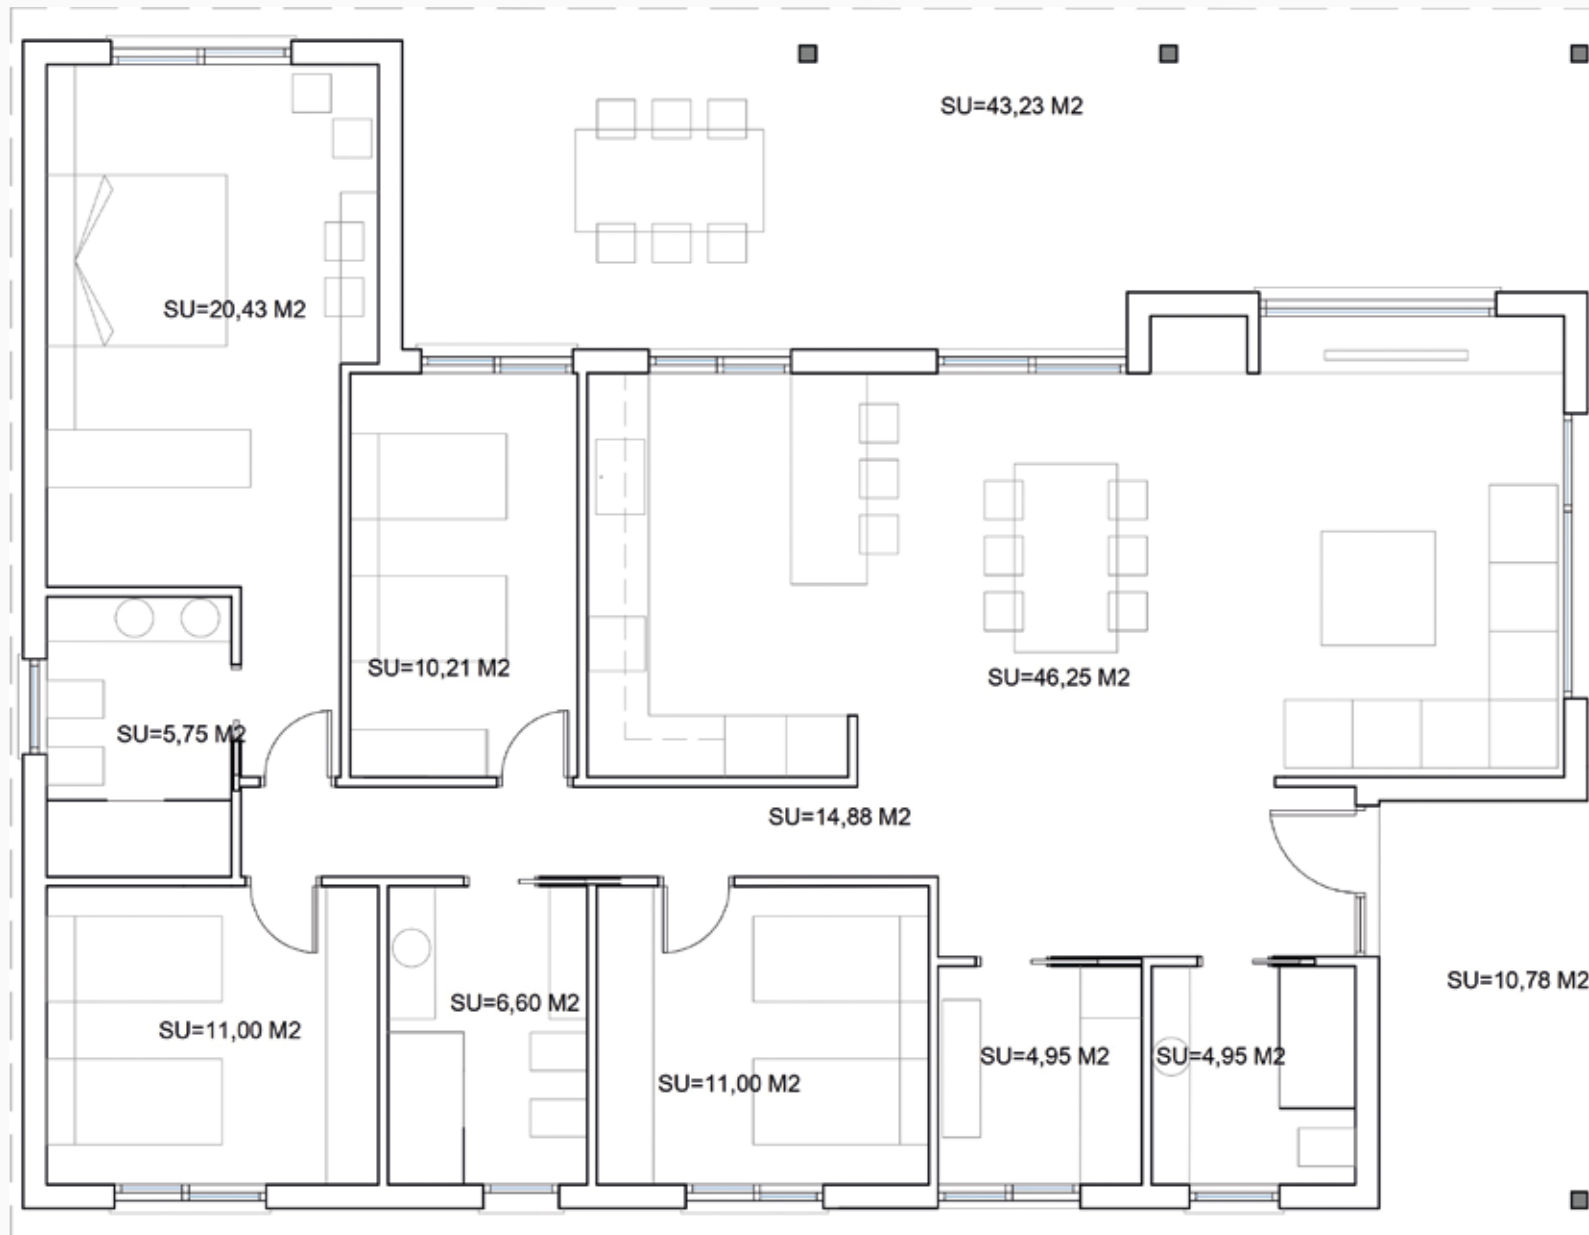 SU=43,23 M2
SU=20,43 M2
SU=10,21 M2
SU=46,25 M2
SU=5,75 M2
SU=14,88 M2
SU=10,78 M2
SU=6,60 M2
SU=11,00 M2
SU=4,95 M2
SU=4,95 M2
SU=11,00 M2